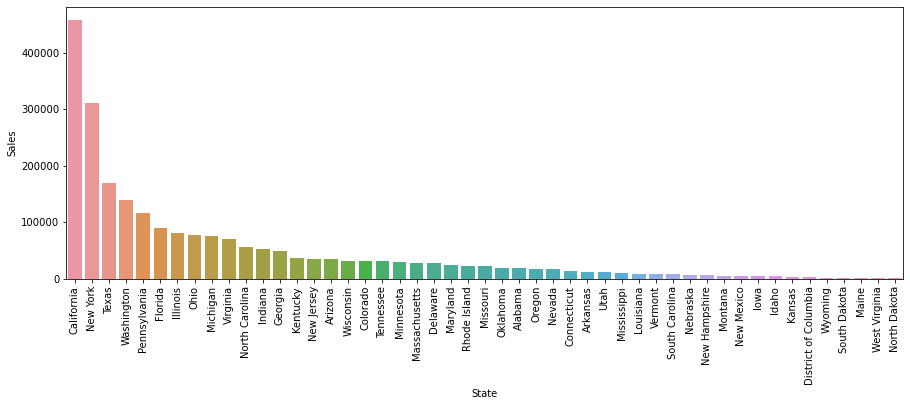 400000
300000
200000
100000
0
Sales
California
New York
Texas
Washington
Pennsylvania
Florida
Illinois
Ohio
Michigan
Virginia
North Carolina
Indiana
Georgia
Kentucky
New Jersey
Arizona
Wisconsin
Colorado
Tennessee
Minnesota
Massachusetts
Delaware
Maryland
Rhode Island
Missouri
Oklahoma
Alabama
Oregon
Nevada
Connecticut
Arkansas
Utah
Mississippi
Louisiana
Vermont
South Carolina
Nebraska
New Hampshire
Montana
New Mexico
Iowa
Idaho
Kansas
District of Columbia
Wyoming
South Dakota
Maine
West Virginia
North Dakota
State